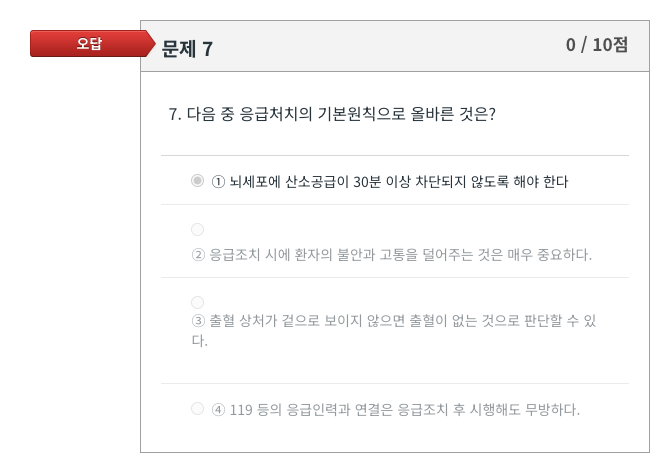 오답
문제 7
0 / 10점
7. 다음 중 응급처치의 기본원칙으로 올바른 것은?
① 뇌세포에 산소공급이 30분 이상 차단되지 않도록 해야 한다
② 응급조치 시에 환자의 불안과 고통을 덜어주는 것은 매우 중요하다.
③ 출혈 상처가 겉으로 보이지 않으면 출혈이 없는 것으로 판단할 수 있
다.
④ 119 등의 응급인력과 연결은 응급조치 후 시행해도 무방하다.